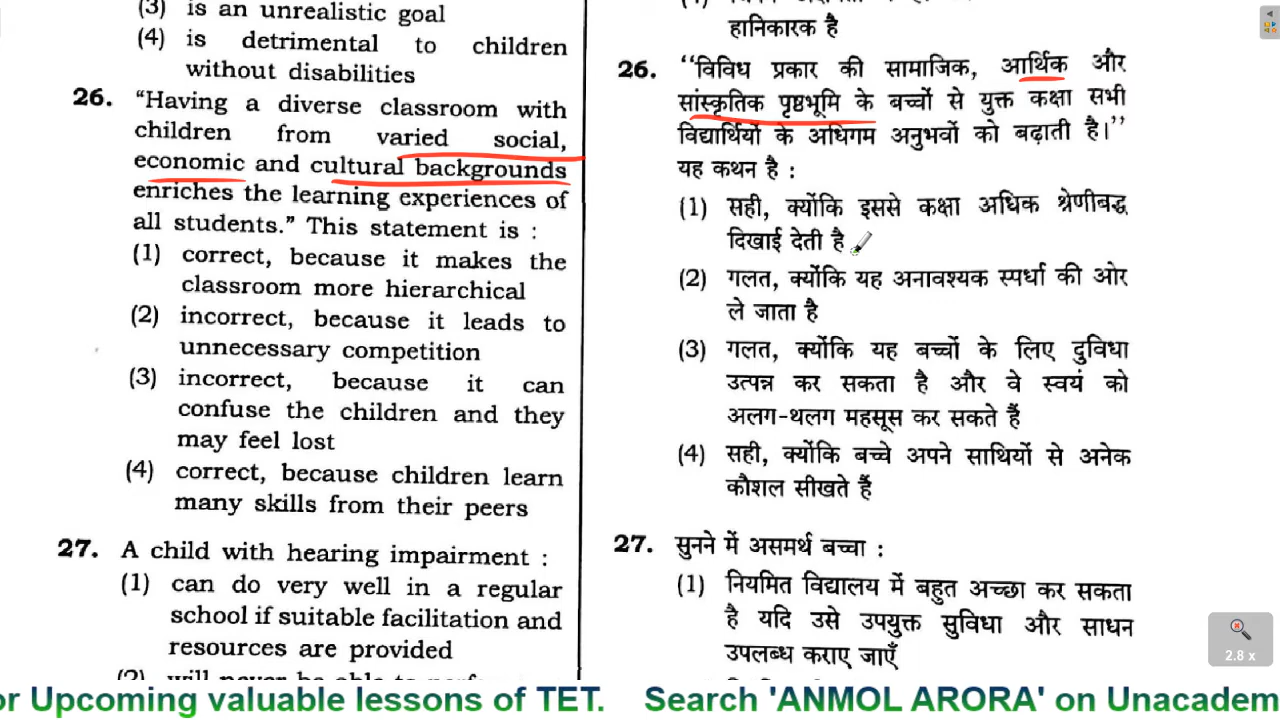 (3) is an unrealistic goal
(4) is detrimental to children
without disabilities
26. "Having a diverse classroom with
children from varied social,
economic and cultural backgrounds
enriches the learning experiences of
all students." This statement is :
(1) correct, because it makes the
classroom more hierarchical
(2) incorrect, because it leads to
unnecessary competition
(3) incorrect, because it can
confuse the children and they
may feel lost
(4) correct, because children learn
many skills from their peers
27. A child with hearing impairment :
(1) can do very well in a regular
school if suitable facilitation and
resources are provided
हानिकारक है
26. "विविध प्रकार की सामाजिक, आर्थिक और
सांस्कृतिक पृष्ठभूमि के बच्चों से युक्त कक्षा सभी
विद्यार्थियों के अधिगम अनुभवों को बढ़ाती है।"
यह कथन है :
(1) सही, क्योंकि इससे कक्षा अधिक श्रेणीबद्ध
दिखाई देती है
(2) गलत, क्योंकि यह अनावश्यक स्पर्धा की ओर
ले जाता है
(3) गलत, क्योंकि यह बच्चों के लिए दुविधा
उत्पन्न कर सकता है और वे स्वयं को
अलग-थलग महसूस कर सकते हैं
(4) सही, क्योंकि बच्चे अपने साथियों से अनेक
कौशल सीखते हैं
27. सुनने में असमर्थ बच्चा :
(1) नियमित विद्यालय में बहुत अच्छा कर सकता
है यदि उसे उपयुक्त सुविधा और साधन
उपलब्ध कराए जाएँ
2.8 x
or Upcoming valuable lessons of TET. Search 'ANMOL ARORA' on Unacadem